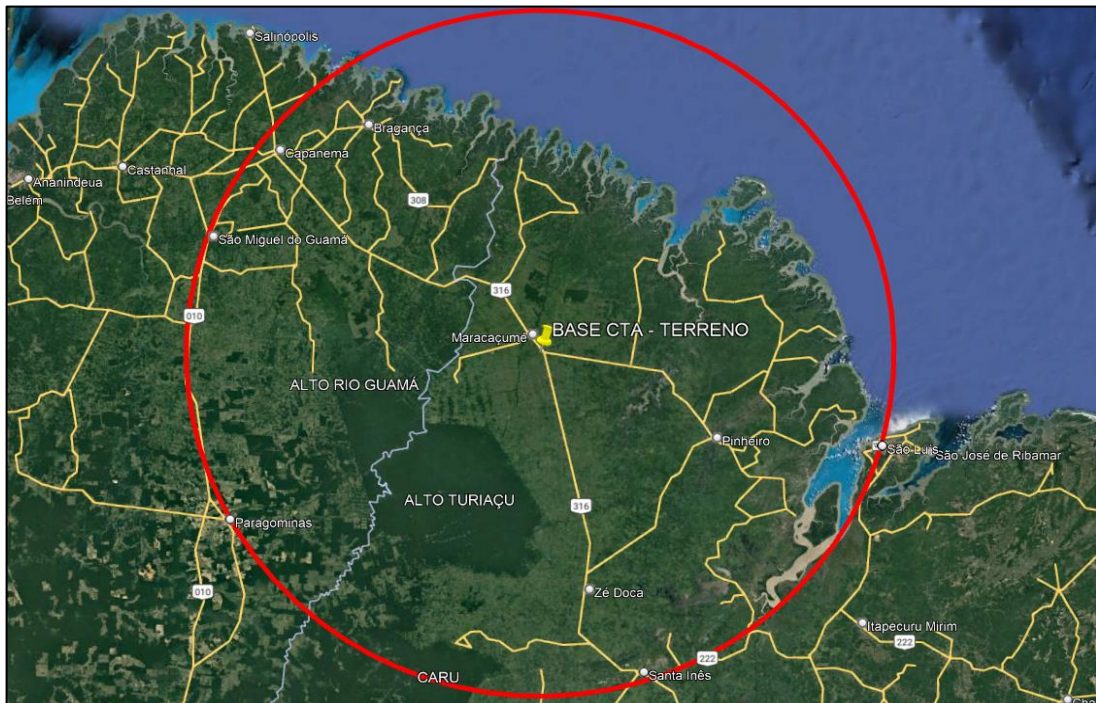 Salinópolis
Bragança
Capanema
Castanhal
Ananindeua
Belém
308
São Miguel do Guamá
316
010
Maracaçumé
BASE CTA - TERRENO
ALTO RIO GUAMÁ
Pinheiro
São Luís
São José de Ribamar
ALTO TURIAÇU
316
Paragominas
010
Zé Doca
Itapecuru Mirim
222
222
CARU
Santa Inês